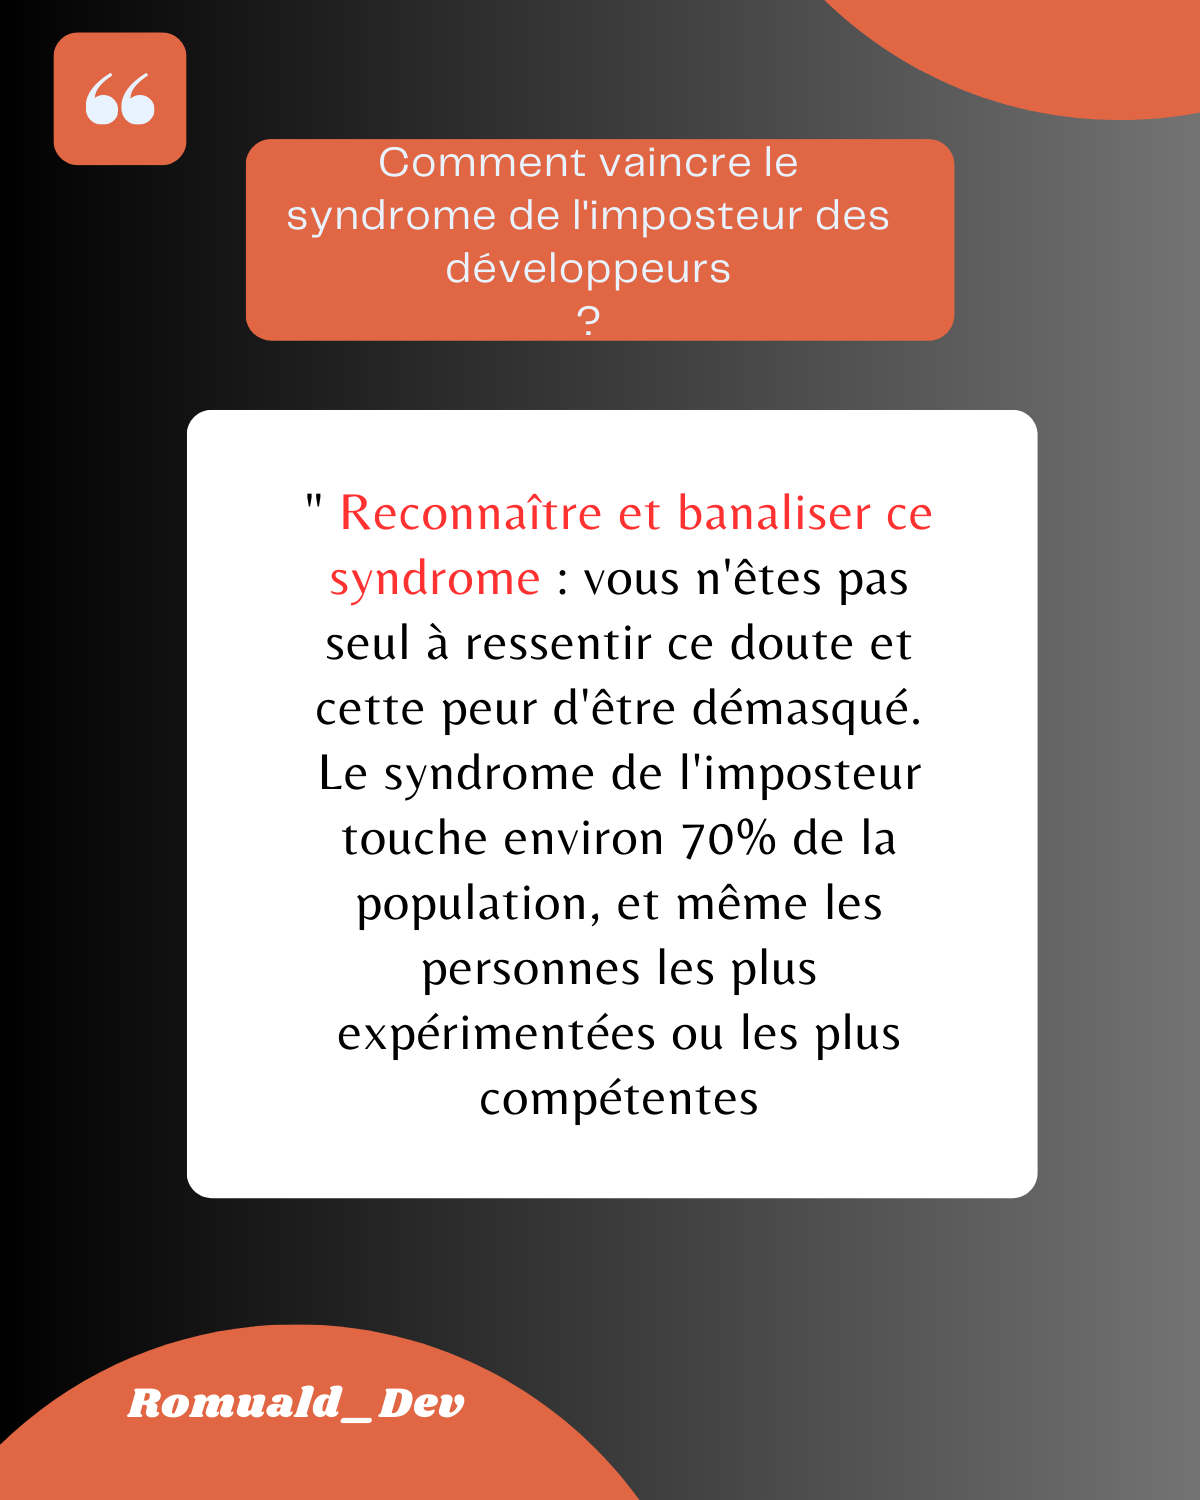 “
Comment vaincre le
syndrome de l'imposteur des
développeurs
?
" Reconnaître et banaliser ce
syndrome : vous n'êtes pas
seul à ressentir ce doute et
cette peur d'être démasqué.
Le syndrome de l'imposteur
touche environ 70% de la
population, et même les
personnes les plus
expérimentées ou les plus
compétentes
Romuald_Dev